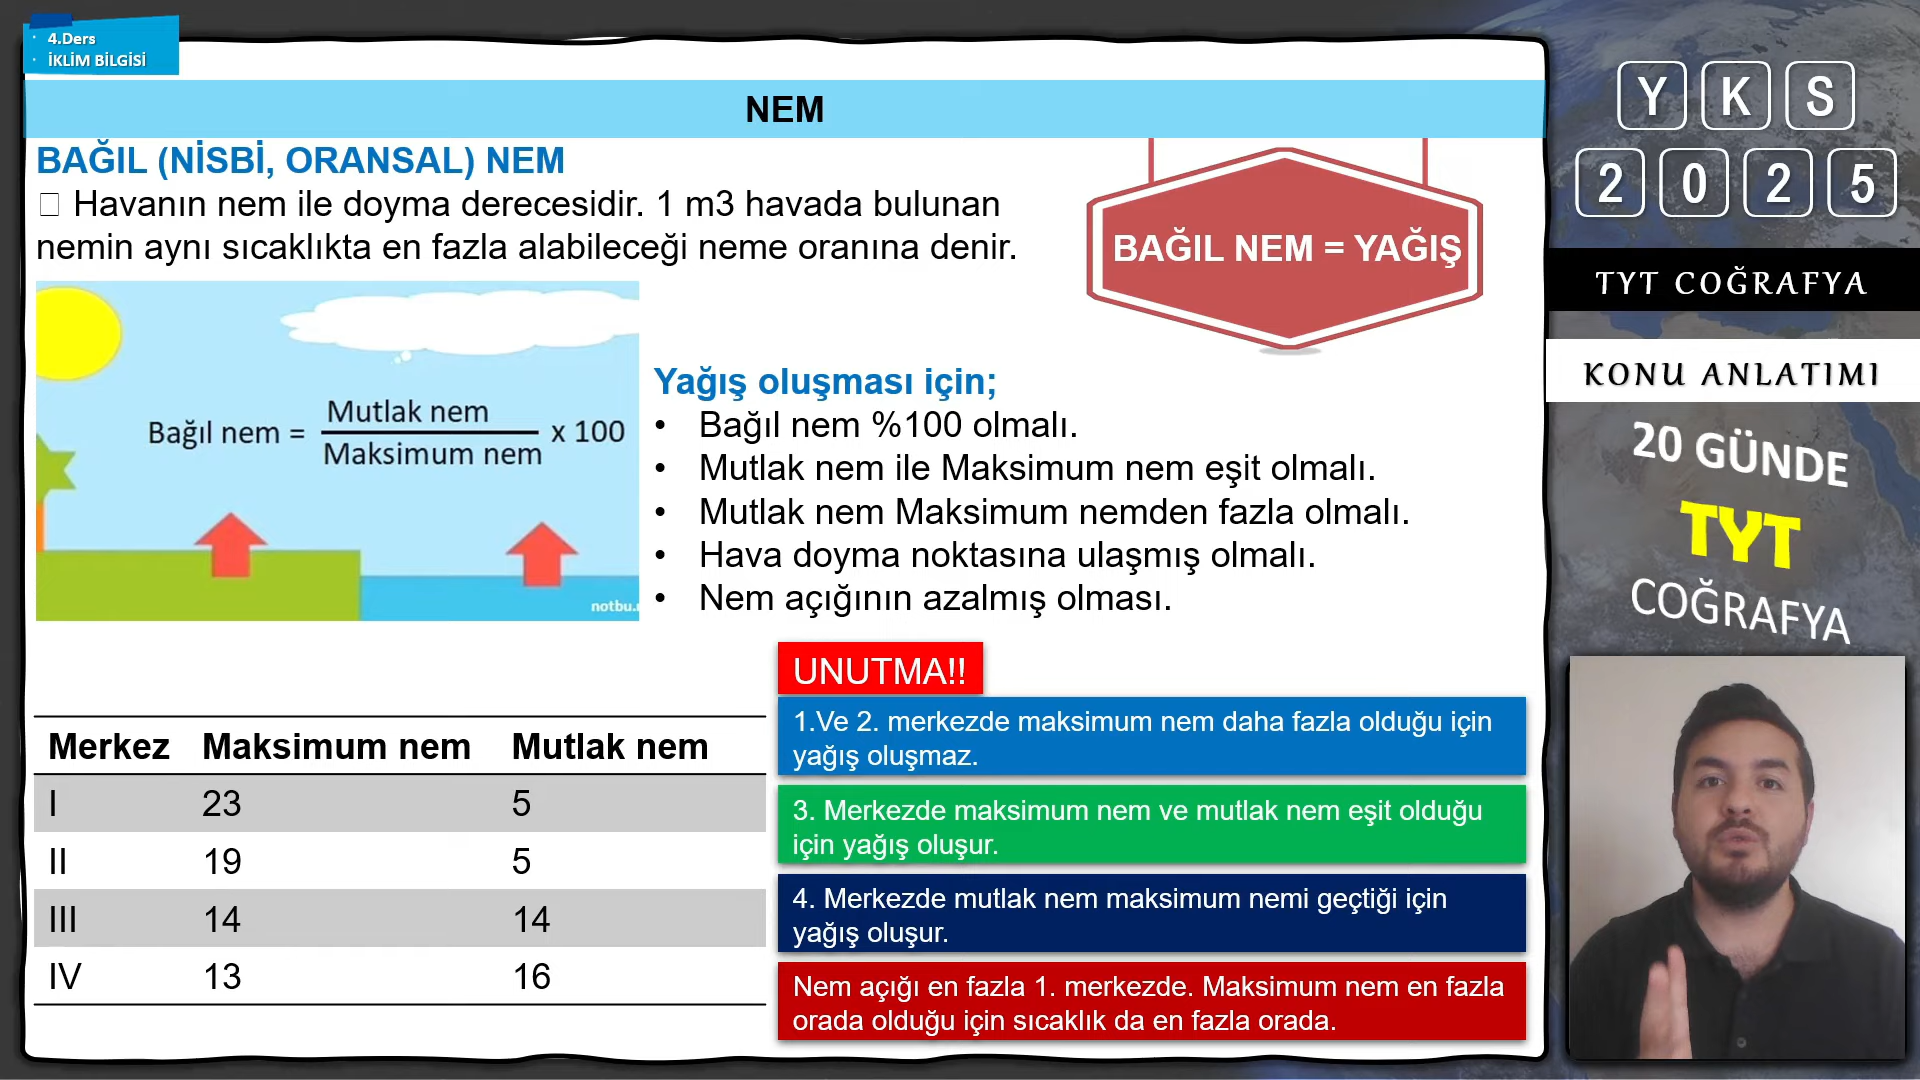 4.Ders
İKLİM BİLGİSİ
NEM
BAĞIL (NİSBİ, ORANSAL) NEM
Havanın nem ile doyma derecesidir. 1 m3 havada bulunan
nemin aynı sıcaklıkta en fazla alabileceği neme oranına denir.
BAĞIL NEM = YAĞIŞ
Bağıl nem = Mutlak nem / Maksimum nem x 100
notbu.
Yağış oluşması için;
• Bağıl nem %100 olmalı.
• Mutlak nem ile Maksimum nem eşit olmalı.
• Mutlak nem Maksimum nemden fazla olmalı.
• Hava doyma noktasına ulaşmış olmalı.
• Nem açığının azalmış olması.
Merkez Maksimum nem Mutlak nem
I 23 5
II 19 5
III 14 14
IV 13 16
UNUTMA!!
1.Ve 2. merkezde maksimum nem daha fazla olduğu için
yağış oluşmaz.
3. Merkezde maksimum nem ve mutlak nem eşit olduğu
için yağış oluşur.
4. Merkezde mutlak nem maksimum nemi geçtiği için
yağış oluşur.
Nem açığı en fazla 1. merkezde. Maksimum nem en fazla
orada olduğu için sıcaklık da en fazla orada.
YKS
2025
TYT COĞRAFYA
KONU ANLATIMI
20 GÜNDE
TYT
COĞRAFYA